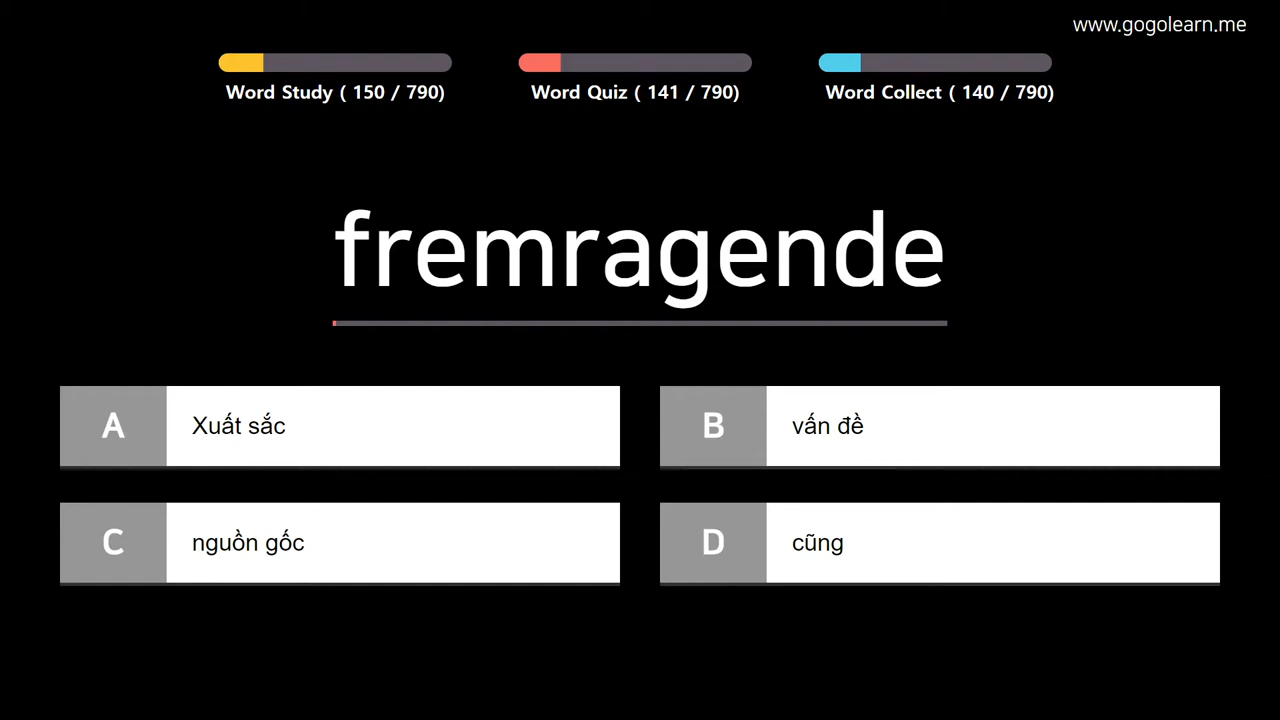 www.gogolearn.me
Word Study ( 150 / 790)
Word Quiz ( 141 / 790)
Word Collect ( 140 / 790)
fremragende
A Xuất sắc
B vấn đề
C nguồn gốc
D cũng